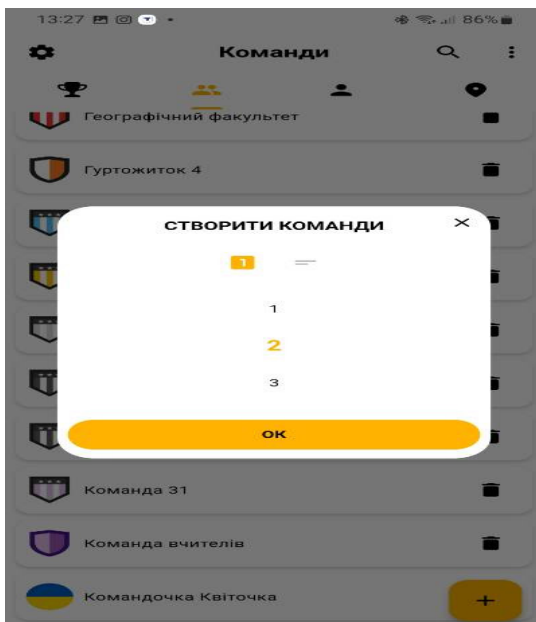 13:27
86%
Команди
Географічний факультет
Гуртожиток 4
СТВОРИТИ КОМАНДИ
1
1
2
3
ОК
Команда 31
Команда вчителів
Командочка Квіточка